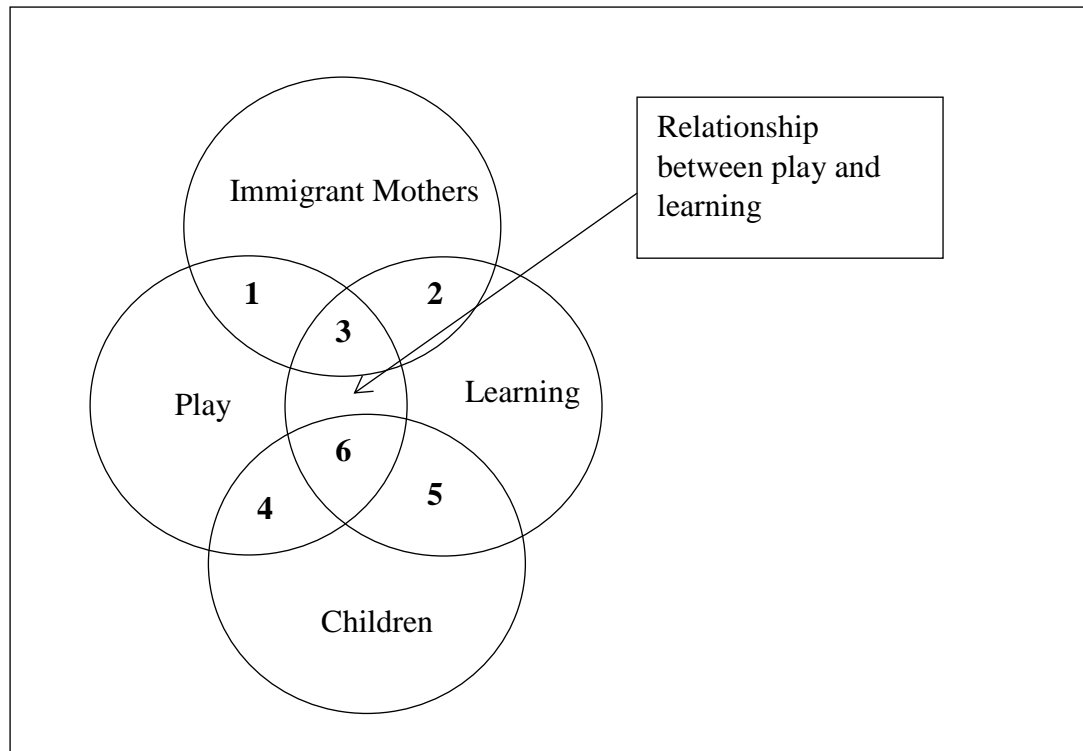 Relationship
between play and
learning
Immigrant Mothers
1
2
3
Play
Learning
6
4
5
Children